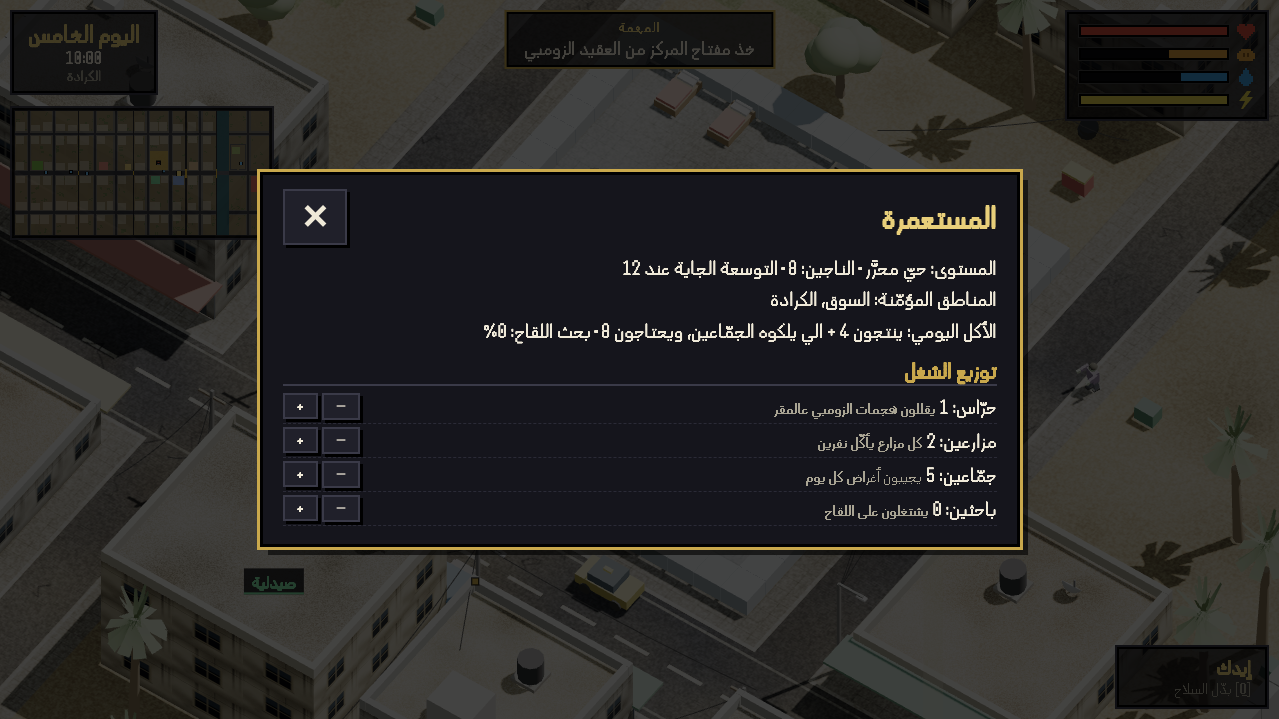 اليوم الخامس
10:00
الكرادة
المهمة
خذ مفتاح المركز من العقيد الزومبي
المستعمرة
المستوى: حيّ محرَّر - الناجين: 8 - التوسعة الجاية عند 12
المناطق المؤمّنة: السوق، الكرادة
الأكل اليومي: ينتجون 4 + الي يلكوه الجمّاعين، ويحتاجون 8 - بحث اللقاح: 0%
توزيع الشغل
حرّاس: 1 يقللون هجمات الزومبي عالمقر
+ −
مزارعين: 2 كل مزارع يأكّل نفرين
+ −
جمّاعين: 5 يجيبون أغراض كل يوم
+ −
باحثين: 0 يشتغلون على اللقاح
+ −
صيدلية
إيدك
[Q] بدّل السلاح